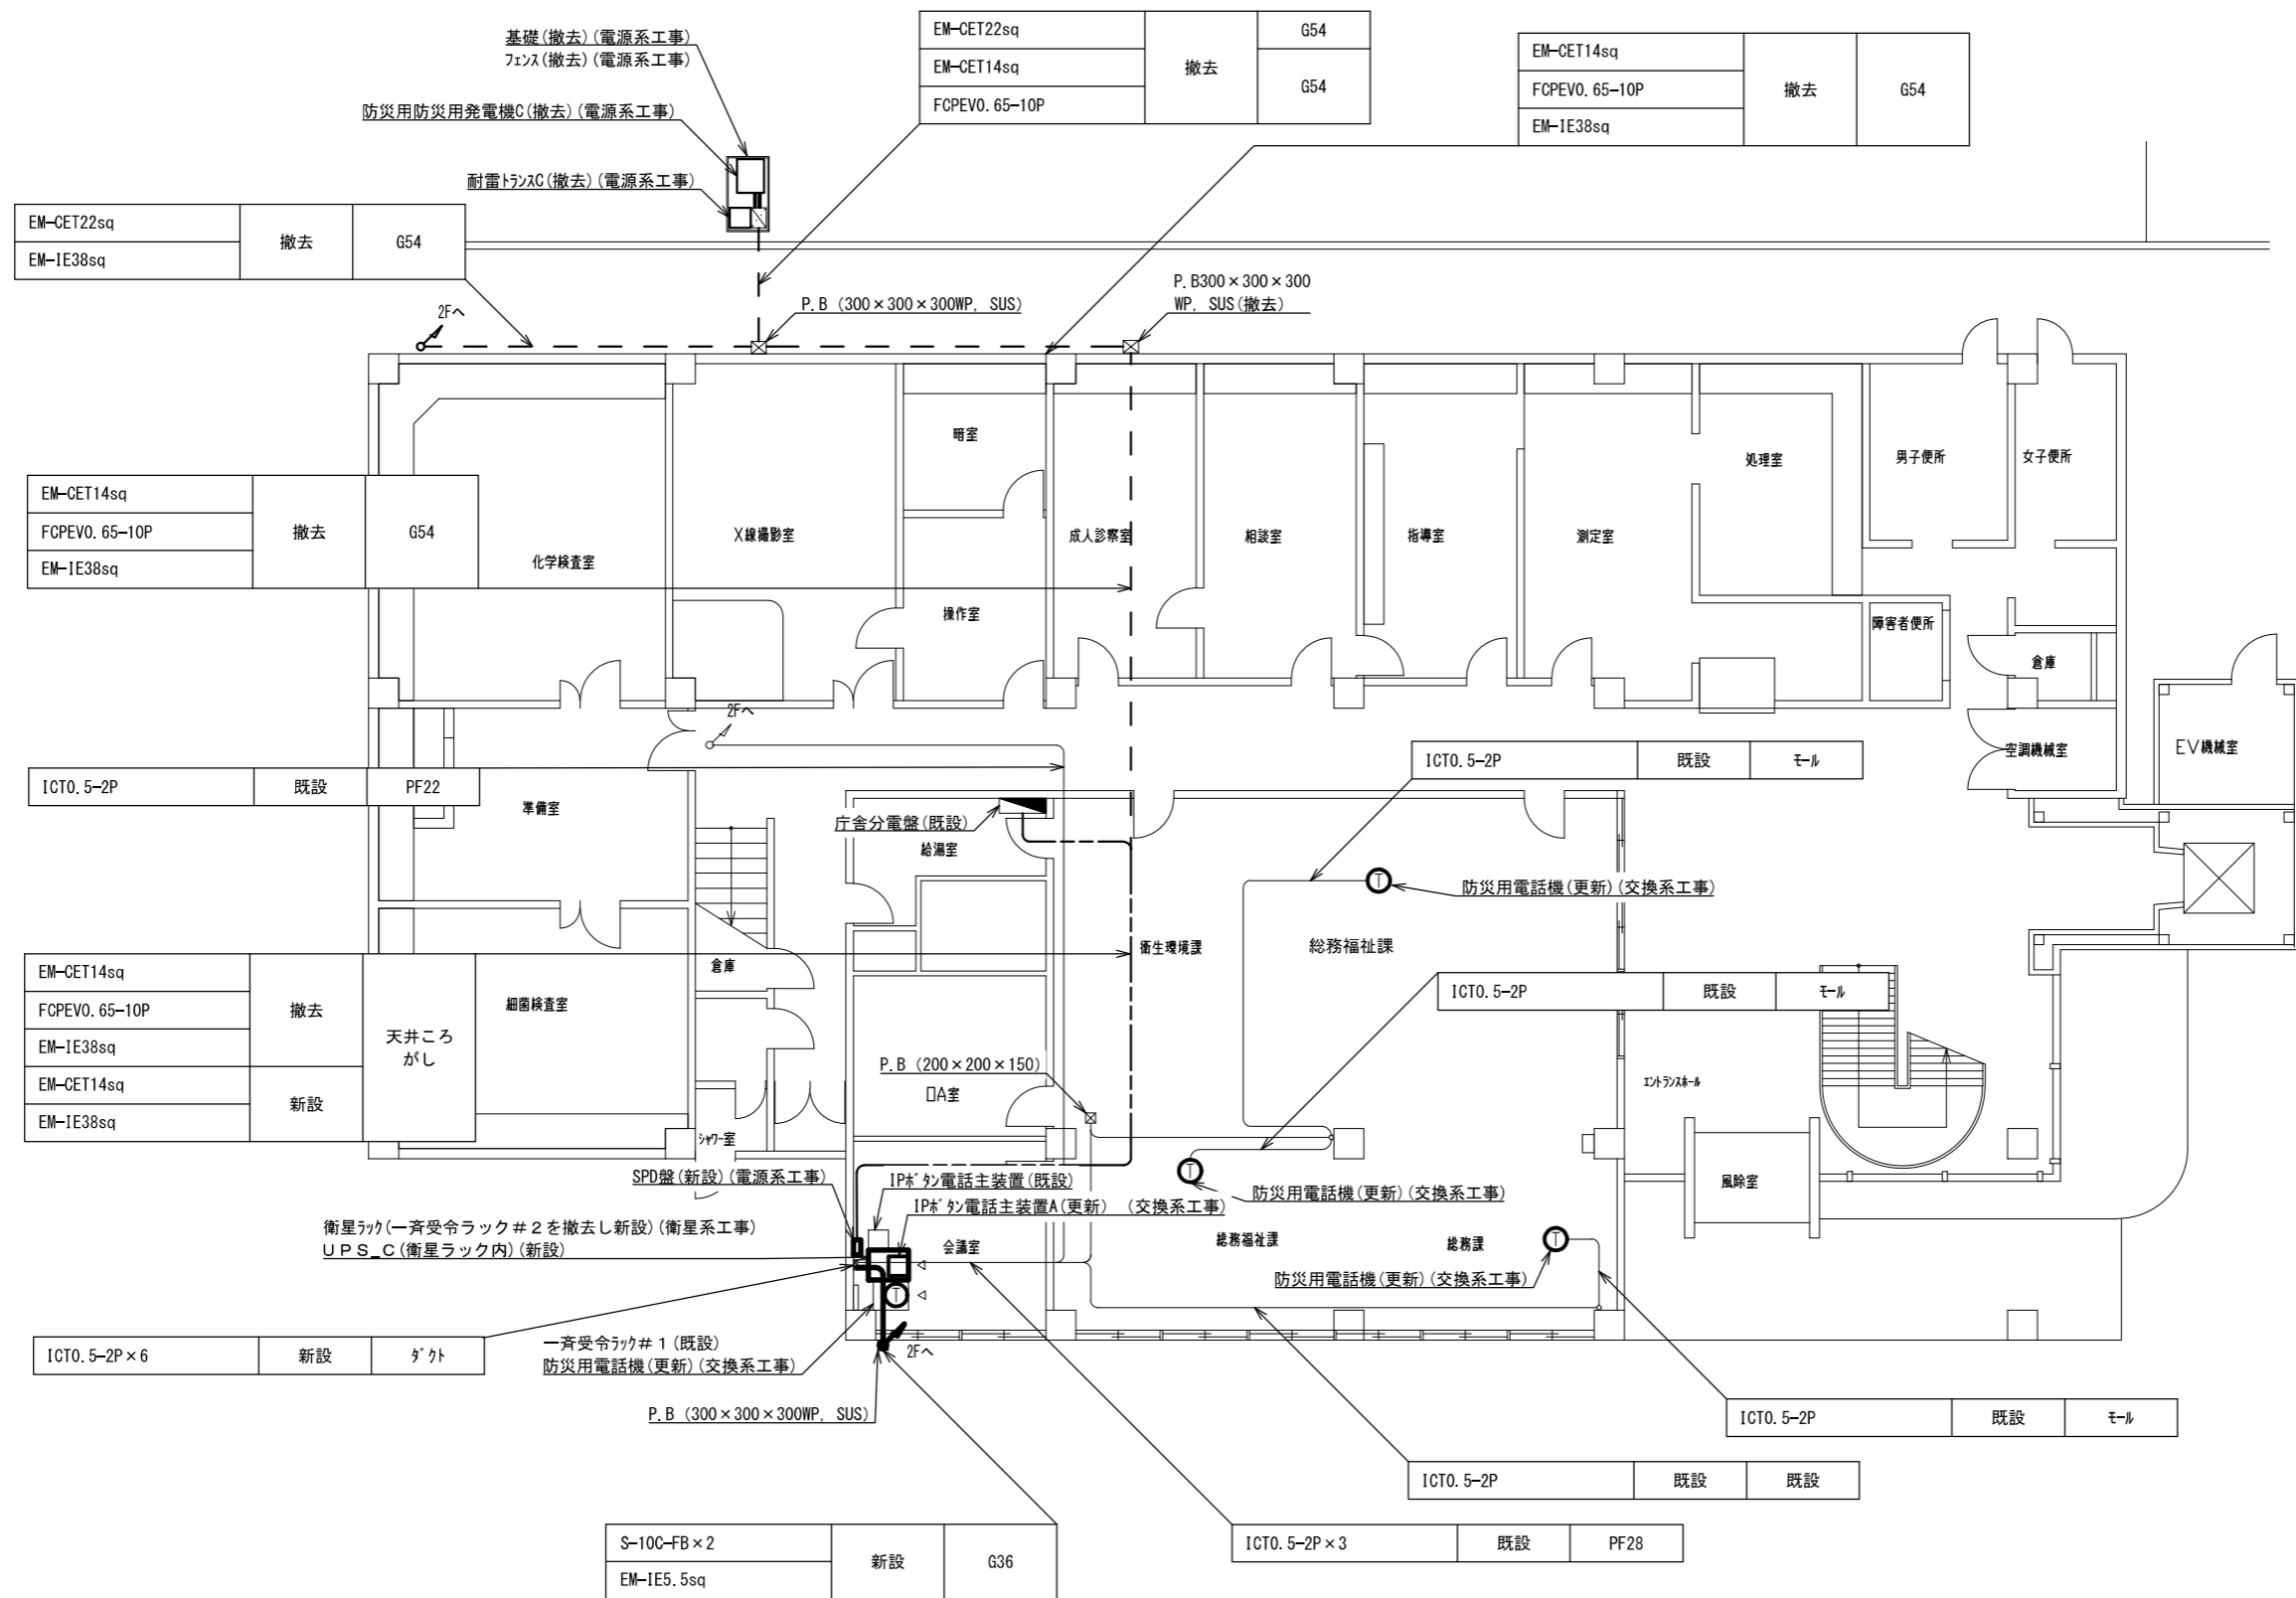 基礎(撤去)(電源系工事)
フェンス(撤去)(電源系工事)
防災用防災用発電機C(撤去)(電源系工事)
耐雷トランスC(撤去)(電源系工事)
EM-CET22sq
EM-CET14sq
FCPEV0.65-10P
撤去
G54
G54
EM-CET14sq
FCPEV0.65-10P
EM-IE38sq
撤去
G54
EM-CET22sq
EM-IE38sq
撤去
G54
2Fへ
P.B (300×300×300WP, SUS)
P.B300×300×300
WP, SUS(撤去)
暗室
処理室
男子便所
女子便所
EM-CET14sq
FCPEV0.65-10P
EM-IE38sq
撤去
G54
化学検査室
X線撮影室
成人診察室
相談室
指導室
測定室
操作室
障害者便所
倉庫
2Fへ
空調機械室
EV機械室
ICT0.5-2P
既設
モール
ICT0.5-2P
既設
PF22
準備室
庁舎分電盤(既設)
給湯室
防災用電話機(更新)(交換系工事)
T
衛生環境課
総務福祉課
倉庫
EM-CET14sq
FCPEV0.65-10P
EM-IE38sq
撤去
EM-CET14sq
EM-IE38sq
新設
天井ころ
がし
細菌検査室
ICT0.5-2P
既設
モール
P.B (200×200×150)
OA室
エントランスホール
シャワー室
風除室
SPD盤(新設)(電源系工事)
IPボタン電話主装置(既設)
IPボタン電話主装置A(更新) (交換系工事)
T
防災用電話機(更新)(交換系工事)
衛星ラック(一斉受令ラック#2を撤去し新設)(衛星系工事)
UPS_C(衛星ラック内)(新設)
会議室
総務福祉課
総務課
T
防災用電話機(更新)(交換系工事)
T
ICT0.5-2P×6
新設
ダクト
一斉受令ラック#1(既設)
防災用電話機(更新)(交換系工事)
2Fへ
P.B (300×300×300WP, SUS)
ICT0.5-2P
既設
モール
ICT0.5-2P
既設
既設
ICT0.5-2P×3
既設
PF28
S-10C-FB×2
EM-IE5.5sq
新設
G36